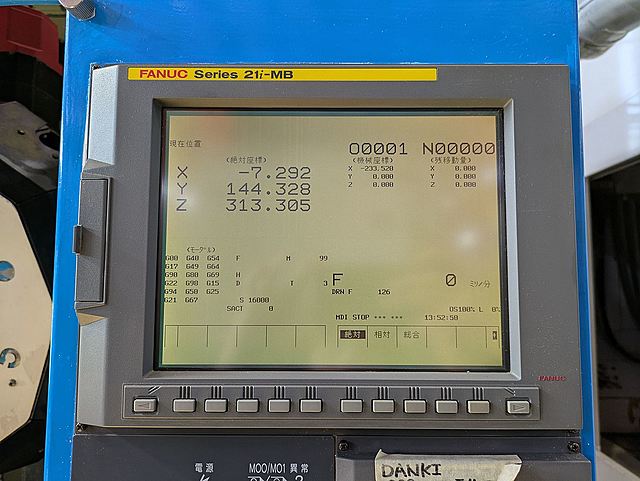 FANUC Series 21i-MB
現在位置 O0001 N00000
(絶対座標) (機械座標) (残移動量)
X -7.292 X -233.520 X 0.000
Y 144.328 Y 0.000 Y 0.000
Z 313.305 Z 0.000 Z 0.000
(モーダル)
G80 G40 G54 F M 99
G17 G49 G64
G90 G80 G69 H
G22 G98 G15 D T 3
F 0 ミリ/分
G94 G50 G25 DRN F 126
G21 G67 S 16000
SACT 0 OS100% L 0%
MDI STOP *** *** 13:52:50
絶対 相対 総合
FANUC
電源 M00/M01 異常
DANKI